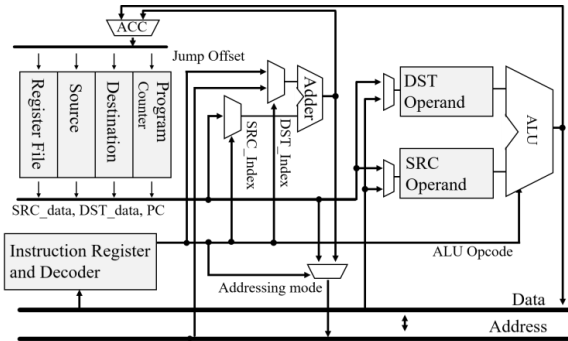 ACC
Jump Offset
Register File
Source
Destination
Program
Counter
SRC_Index
DST_Index
Adder
DST
Operand
SRC
Operand
ALU
SRC_data, DST_data, PC
Instruction Register
and Decoder
Addressing mode
ALU Opcode
Data
Address